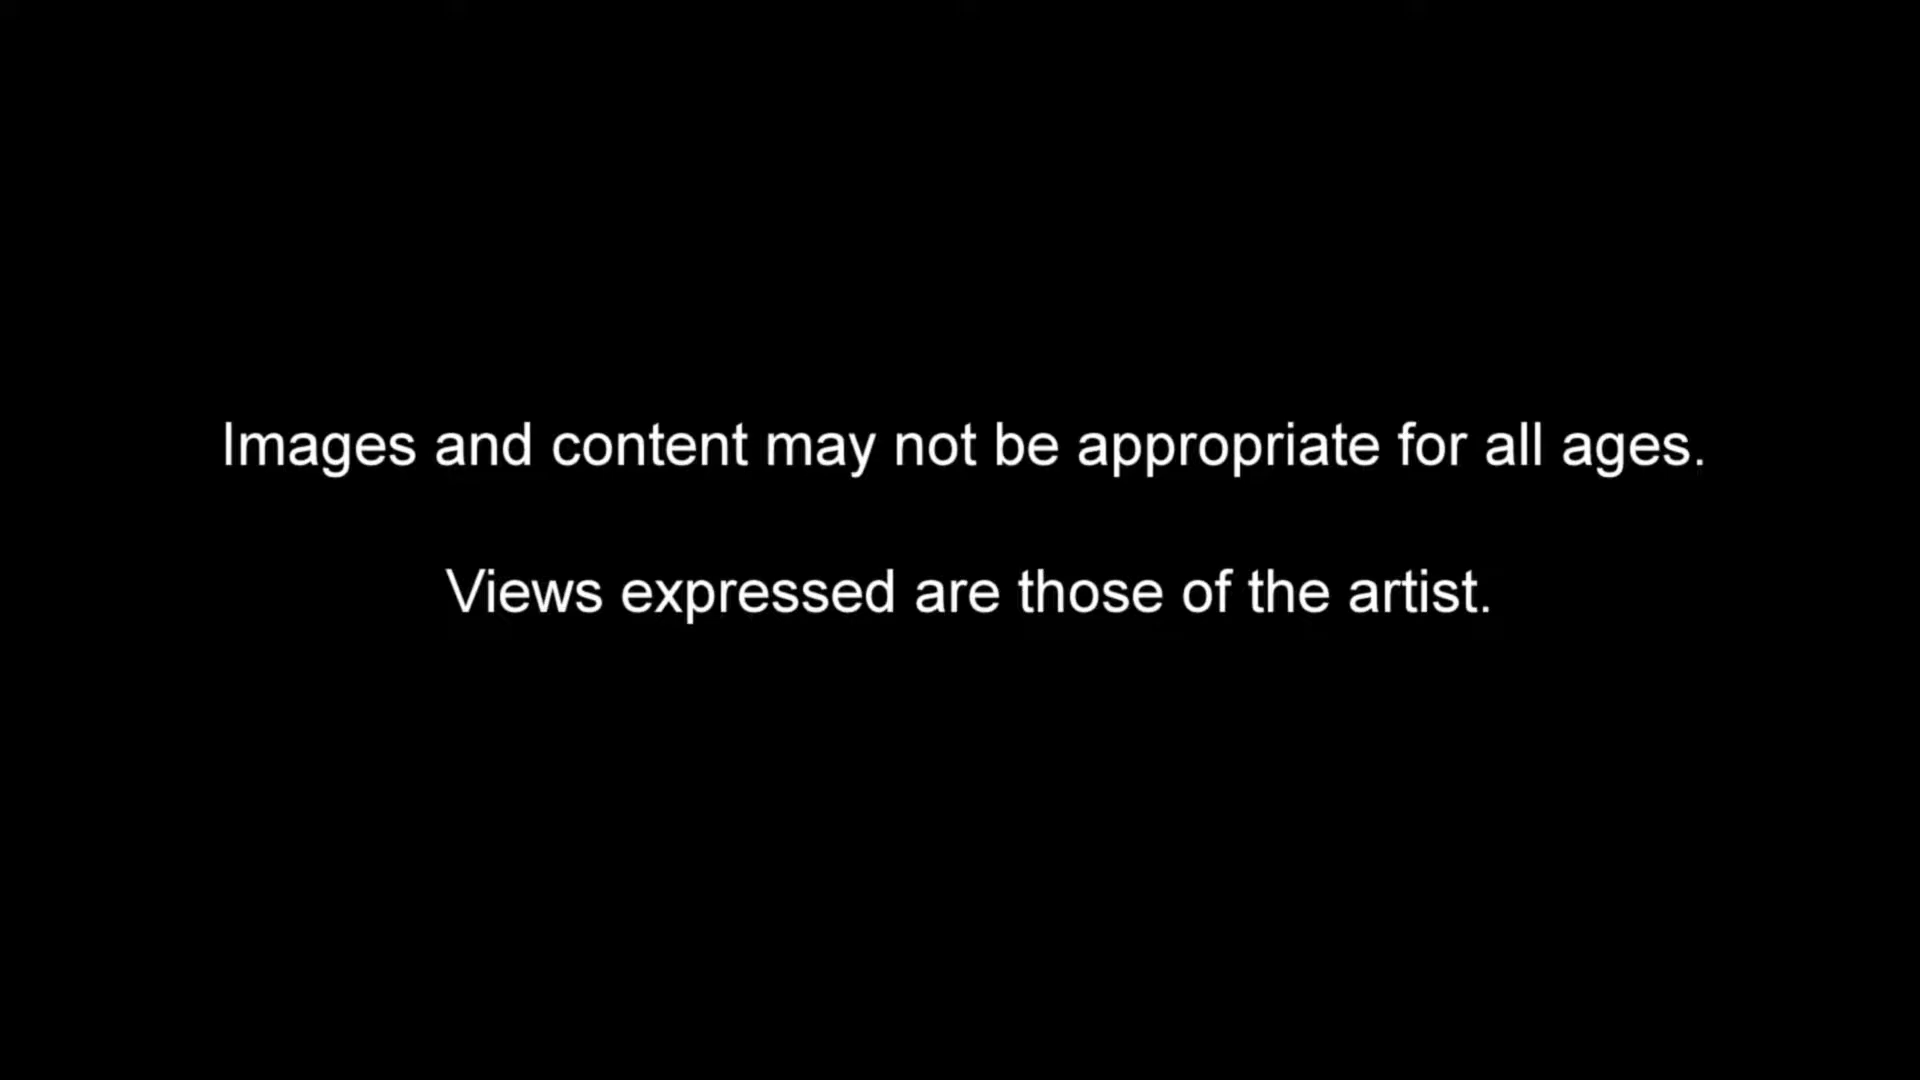 Images and content may not be appropriate for all ages.
Views expressed are those of the artist.